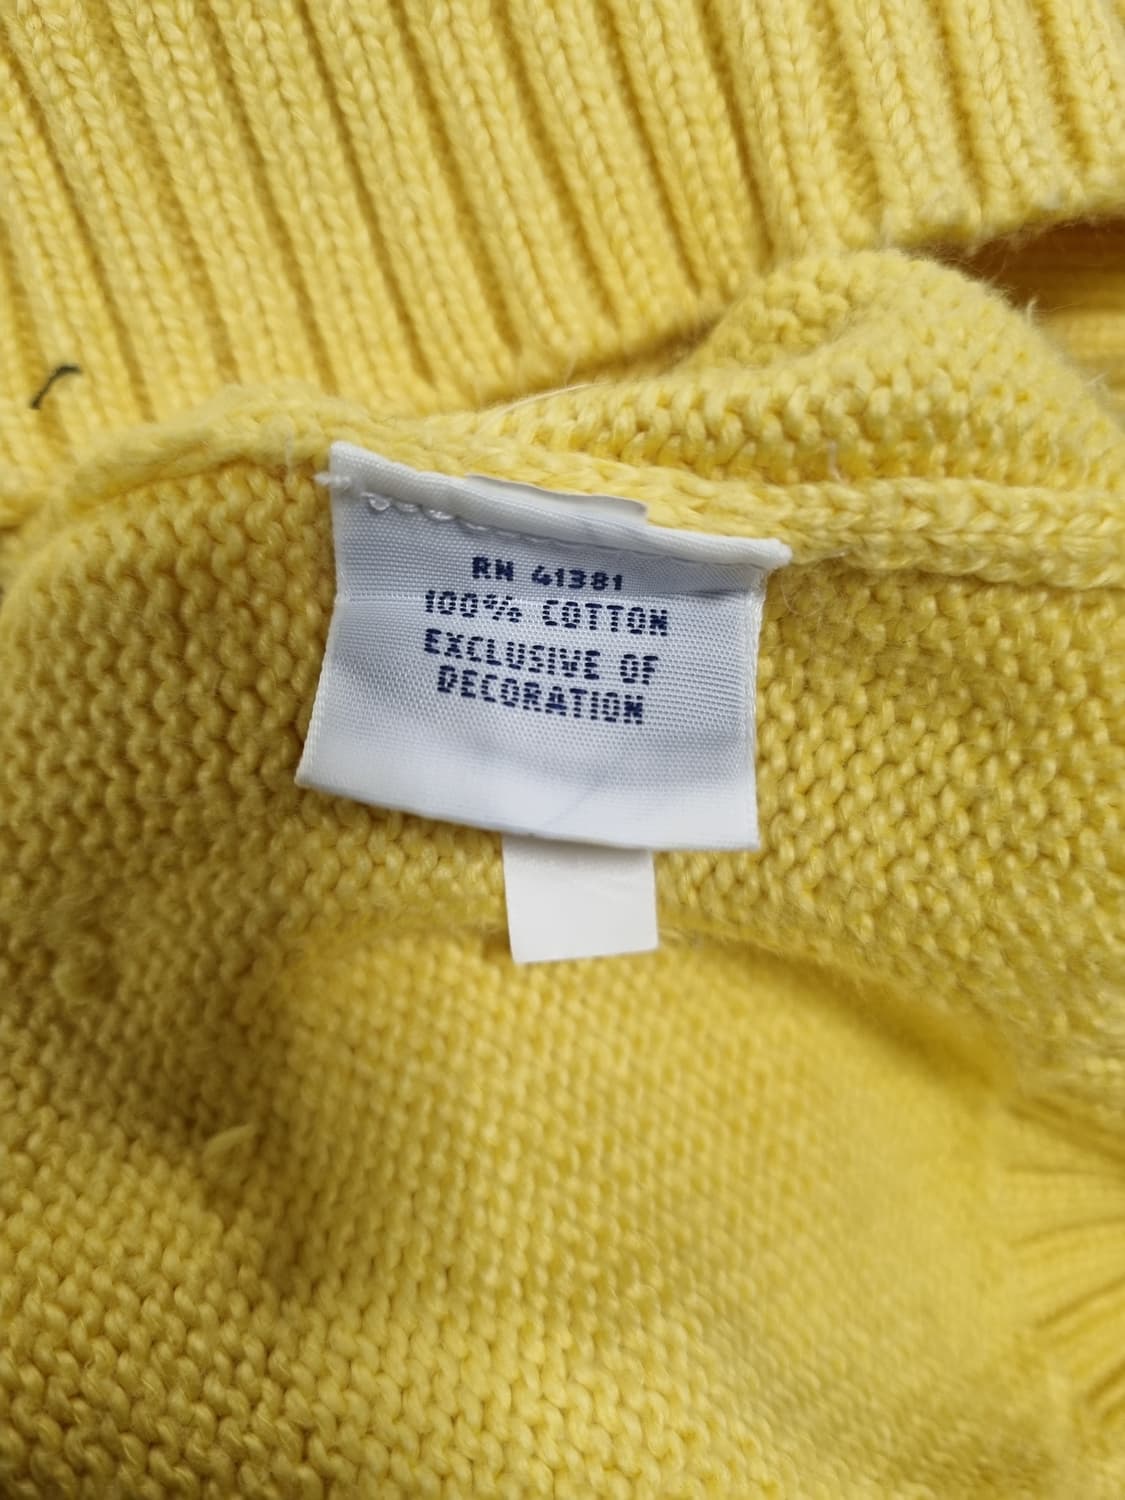 RN 41381
100% COTTON
EXCLUSIVE OF
DECORATION